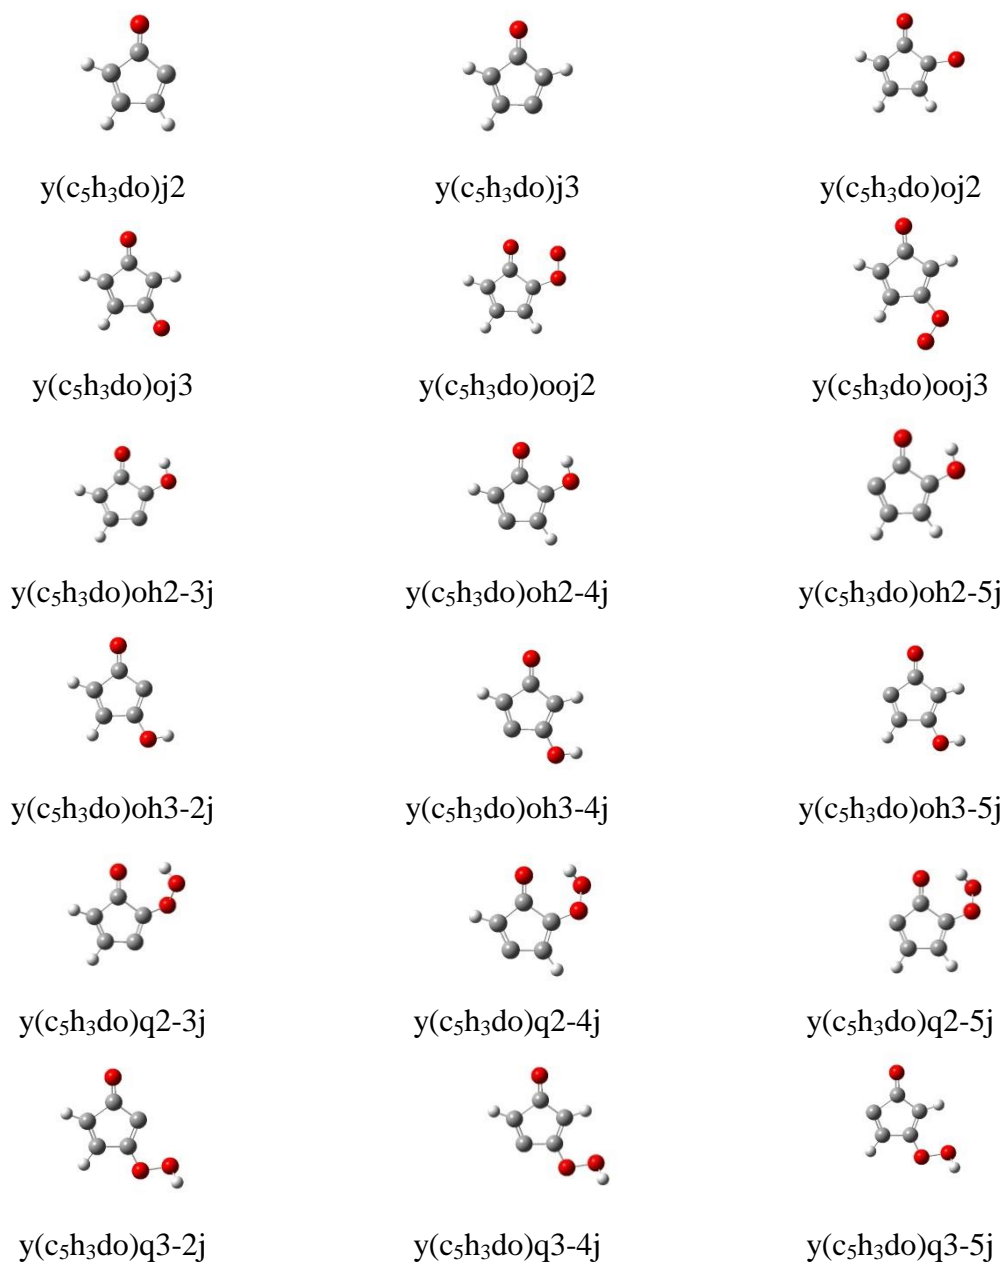 y(c₅h₃do)j2 y(c₅h₃do)j3 y(c₅h₃do)oj2
y(c₅h₃do)oj3 y(c₅h₃do)ooj2 y(c₅h₃do)ooj3
y(c₅h₃do)oh2-3j y(c₅h₃do)oh2-4j y(c₅h₃do)oh2-5j
y(c₅h₃do)oh3-2j y(c₅h₃do)oh3-4j y(c₅h₃do)oh3-5j
y(c₅h₃do)q2-3j y(c₅h₃do)q2-4j y(c₅h₃do)q2-5j
y(c₅h₃do)q3-2j y(c₅h₃do)q3-4j y(c₅h₃do)q3-5j